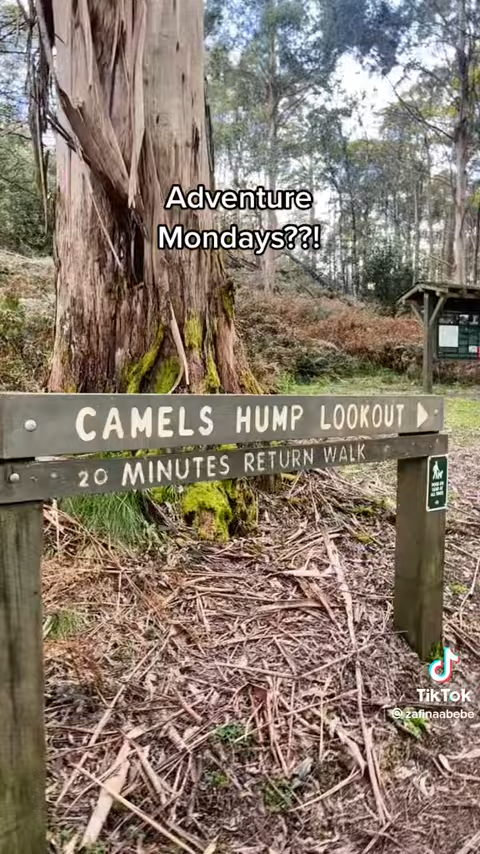 Adventure
Mondays??!
CAMELS HUMP LOOKOUT
20 MINUTES RETURN WALK
TikTok
@ zafinaabebe